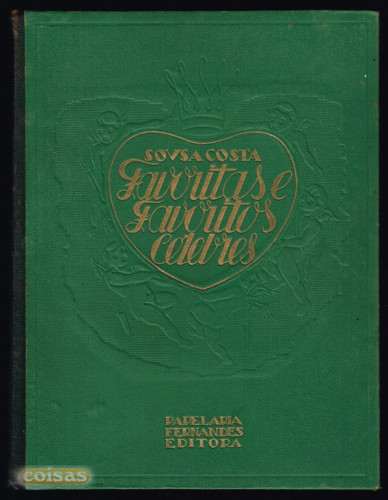 SOVSA COSTA
Favoritas e
Favoritos
Celebres
PAPELARIA
FERNANDES
EDITORA
coisas